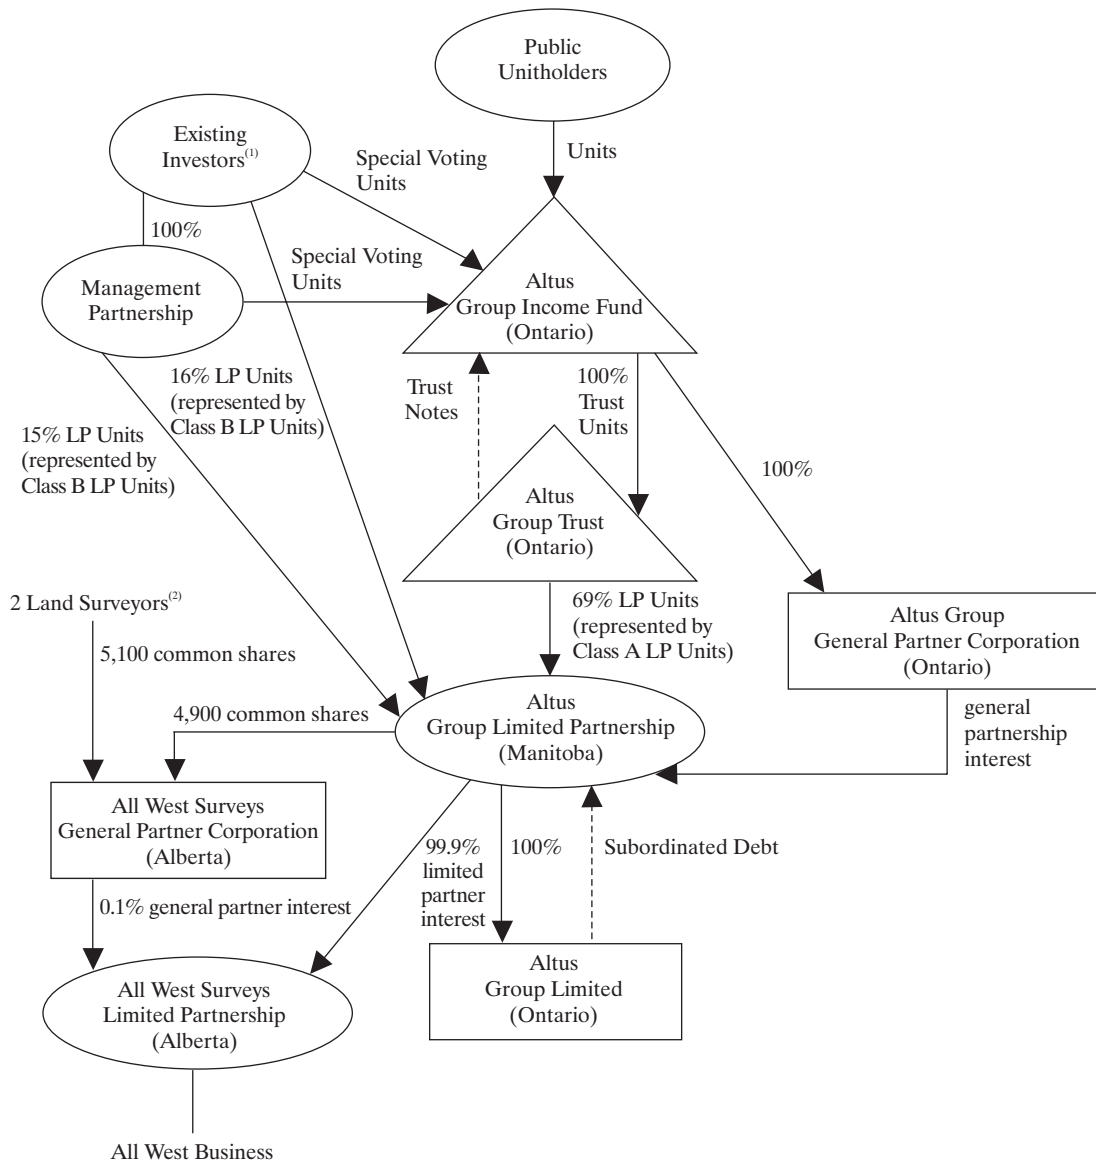 Public
Unitholders
Existing
Investors(1)
Special Voting
Units
Units
100%
Special Voting
Units
Management
Partnership
Altus
Group Income Fund
(Ontario)
16% LP Units
(represented by
Class B LP Units)
Trust
Notes
100%
Trust
Units
15% LP Units
(represented by
Class B LP Units)
100%
Altus
Group Trust
(Ontario)
2 Land Surveyors(2)
69% LP Units
(represented by
Class A LP Units)
Altus Group
General Partner Corporation
(Ontario)
5,100 common shares
4,900 common shares
Altus
Group Limited Partnership
(Manitoba)
general
partnership
interest
All West Surveys
General Partner Corporation
(Alberta)
99.9%
limited
partner
interest
100%
Subordinated Debt
0.1% general partner interest
Altus
Group Limited
(Ontario)
All West Surveys
Limited Partnership
(Alberta)
All West Business